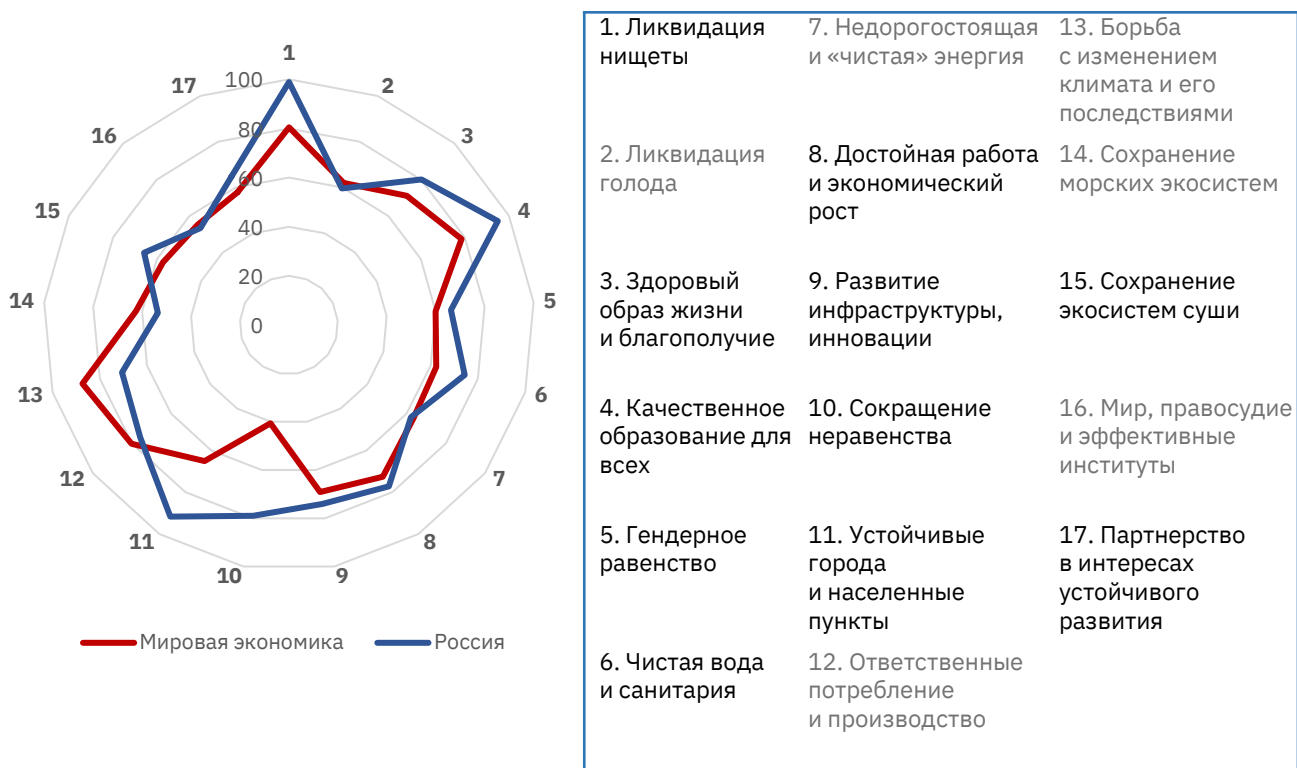 1
2
3
4
5
6
7
8
9
10
11
12
13
14
15
16
17
100
80
60
40
20
0
Мировая экономика
Россия
1. Ликвидация
нищеты
2. Ликвидация
голода
3. Здоровый
образ жизни
и благополучие
4. Качественное
образование для
всех
5. Гендерное
равенство
6. Чистая вода
и санитария
7. Недорогостоящая
и «чистая» энергия
8. Достойная работа
и экономический
рост
9. Развитие
инфраструктуры,
инновации
10. Сокращение
неравенства
11. Устойчивые
города
и населенные
пункты
12. Ответственные
потребление
и производство
13. Борьба
с изменением
климата и его
последствиями
14. Сохранение
морских экосистем
15. Сохранение
экосистем суши
16. Мир, правосудие
и эффективные
институты
17. Партнерство
в интересах
устойчивого
развития